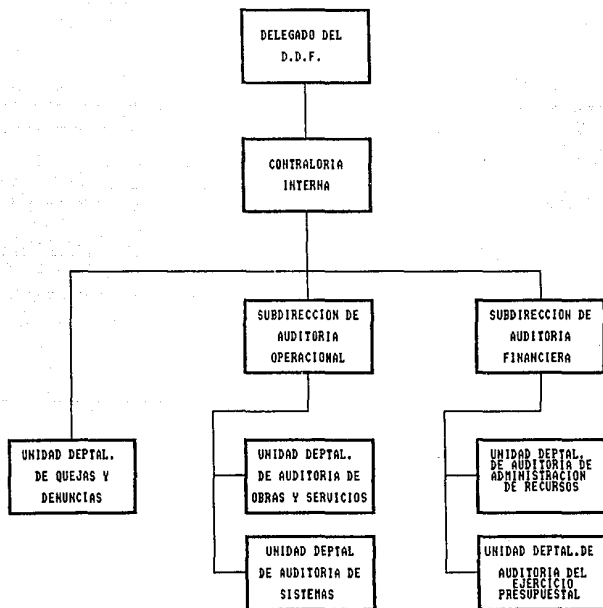 DELEGADO DEL
D.D.F.
CONTRALORIA
INTERNA
SUBDIRECCION DE
AUDITORIA
OPERACIONAL
SUBDIRECCION DE
AUDITORIA
FINANCIERA
UNIDAD DEPTAL.
DE QUEJAS Y
DENUNCIAS
UNIDAD DEPTAL.
DE AUDITORIA DE
OBRAS Y SERVICIOS
UNIDAD DEPTAL.
DE AUDITORIA DE
ADMINISTRACION
DE RECURSOS
UNIDAD DEPTAL
DE AUDITORIA DE
SISTEMAS
UNIDAD DEPTAL.DE
AUDITORIA DEL
EJERCICIO
PRESUPUESTAL